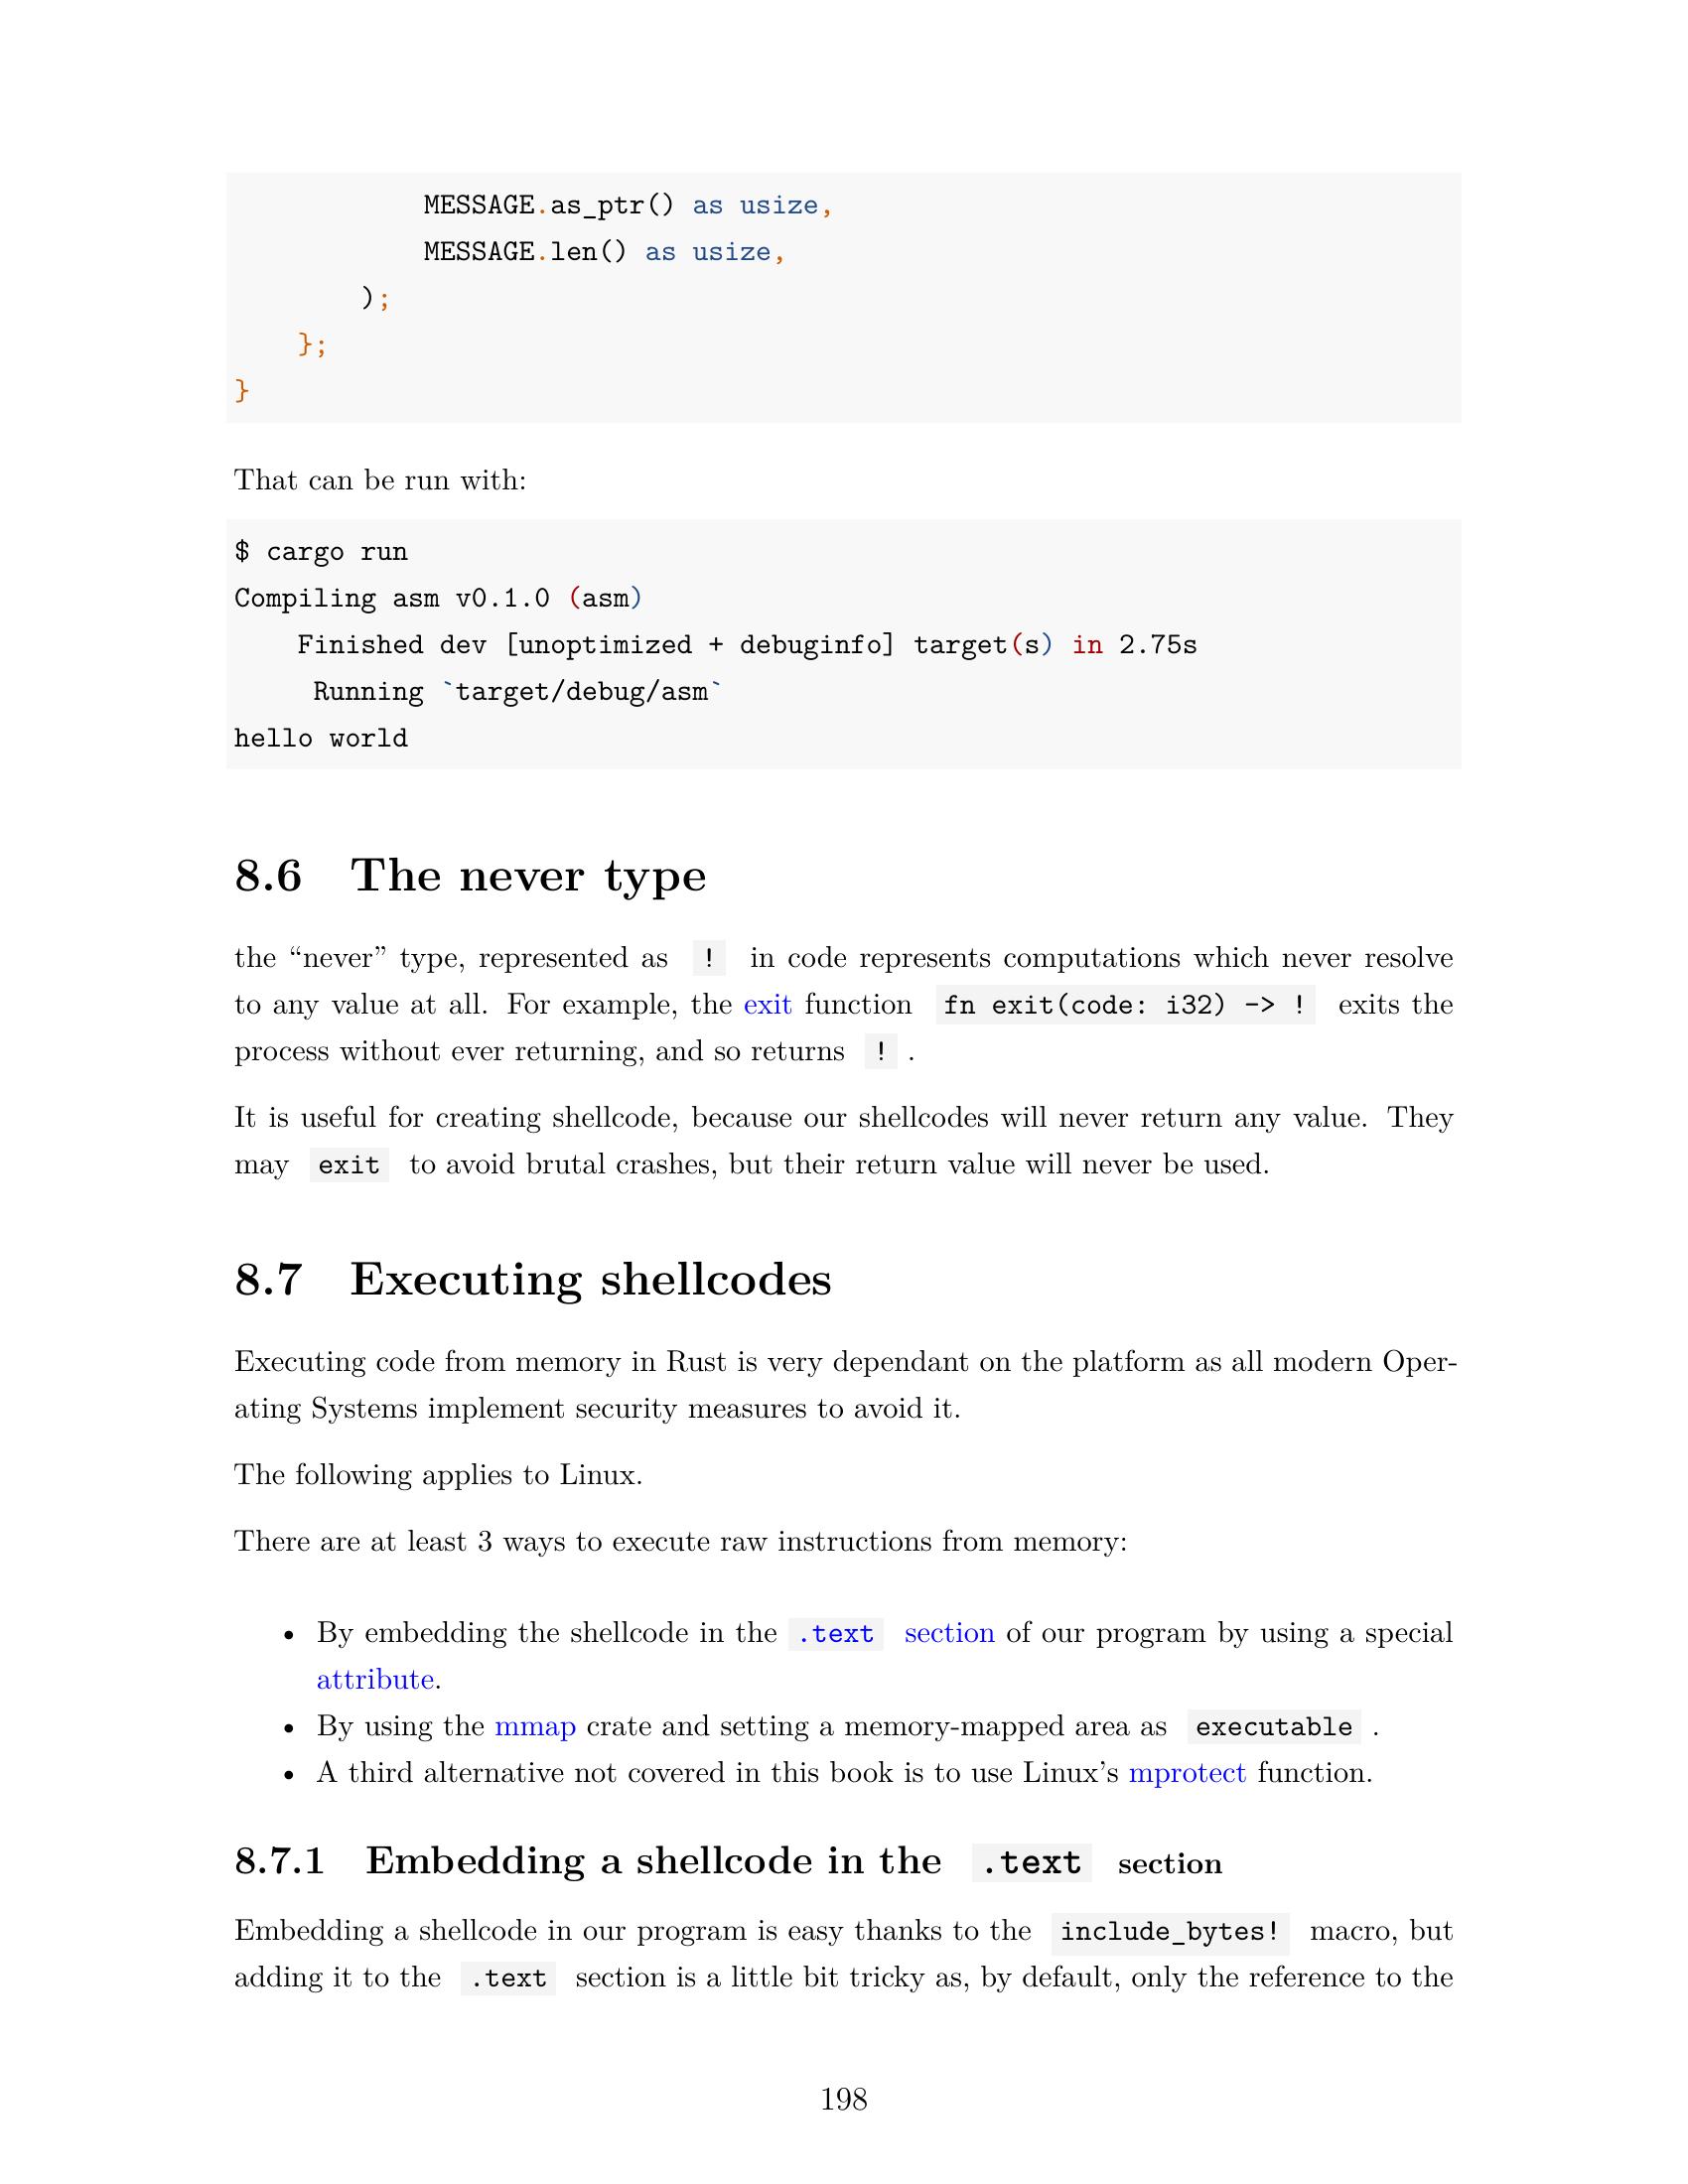 MESSAGE.as_ptr() as usize,
MESSAGE.len() as usize,
);
};
}
That can be run with:
$ cargo run
Compiling asm v0.1.0 (asm)
Finished dev [unoptimized + debuginfo] target(s) in 2.75s
Running `target/debug/asm`
hello world
8.6 The never type
the “never” type, represented as ! in code represents computations which never resolve
to any value at all. For example, the exit function fn exit(code: i32) -> ! exits the
process without ever returning, and so returns ! .
It is useful for creating shellcode, because our shellcodes will never return any value. They
may exit to avoid brutal crashes, but their return value will never be used.
8.7 Executing shellcodes
Executing code from memory in Rust is very dependant on the platform as all modern Oper-
ating Systems implement security measures to avoid it.
The following applies to Linux.
There are at least 3 ways to execute raw instructions from memory:
• By embedding the shellcode in the .text section of our program by using a special
attribute.
• By using the mmap crate and setting a memory-mapped area as executable .
• A third alternative not covered in this book is to use Linux’s mprotect function.
8.7.1 Embedding a shellcode in the .text section
Embedding a shellcode in our program is easy thanks to the include_bytes! macro, but
adding it to the .text section is a little bit tricky as, by default, only the reference to the
198